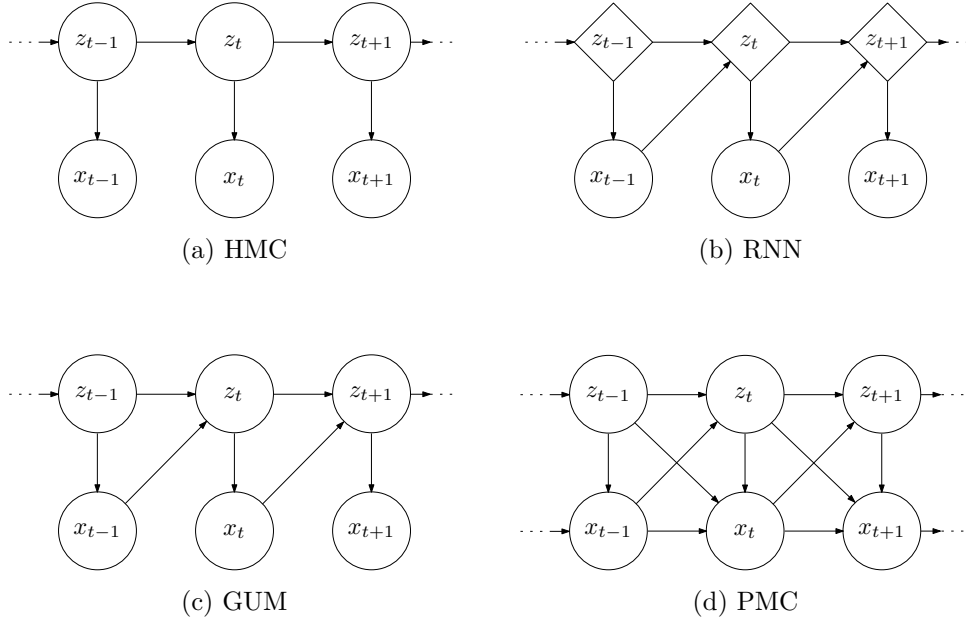 ... z_{t-1} z_t z_{t+1} ...
x_{t-1} x_t x_{t+1}
(a) HMC
... z_{t-1} z_t z_{t+1} ...
x_{t-1} x_t x_{t+1}
(b) RNN
... z_{t-1} z_t z_{t+1} ...
x_{t-1} x_t x_{t+1}
(c) GUM
... z_{t-1} z_t z_{t+1} ...
... x_{t-1} x_t x_{t+1} ...
(d) PMC